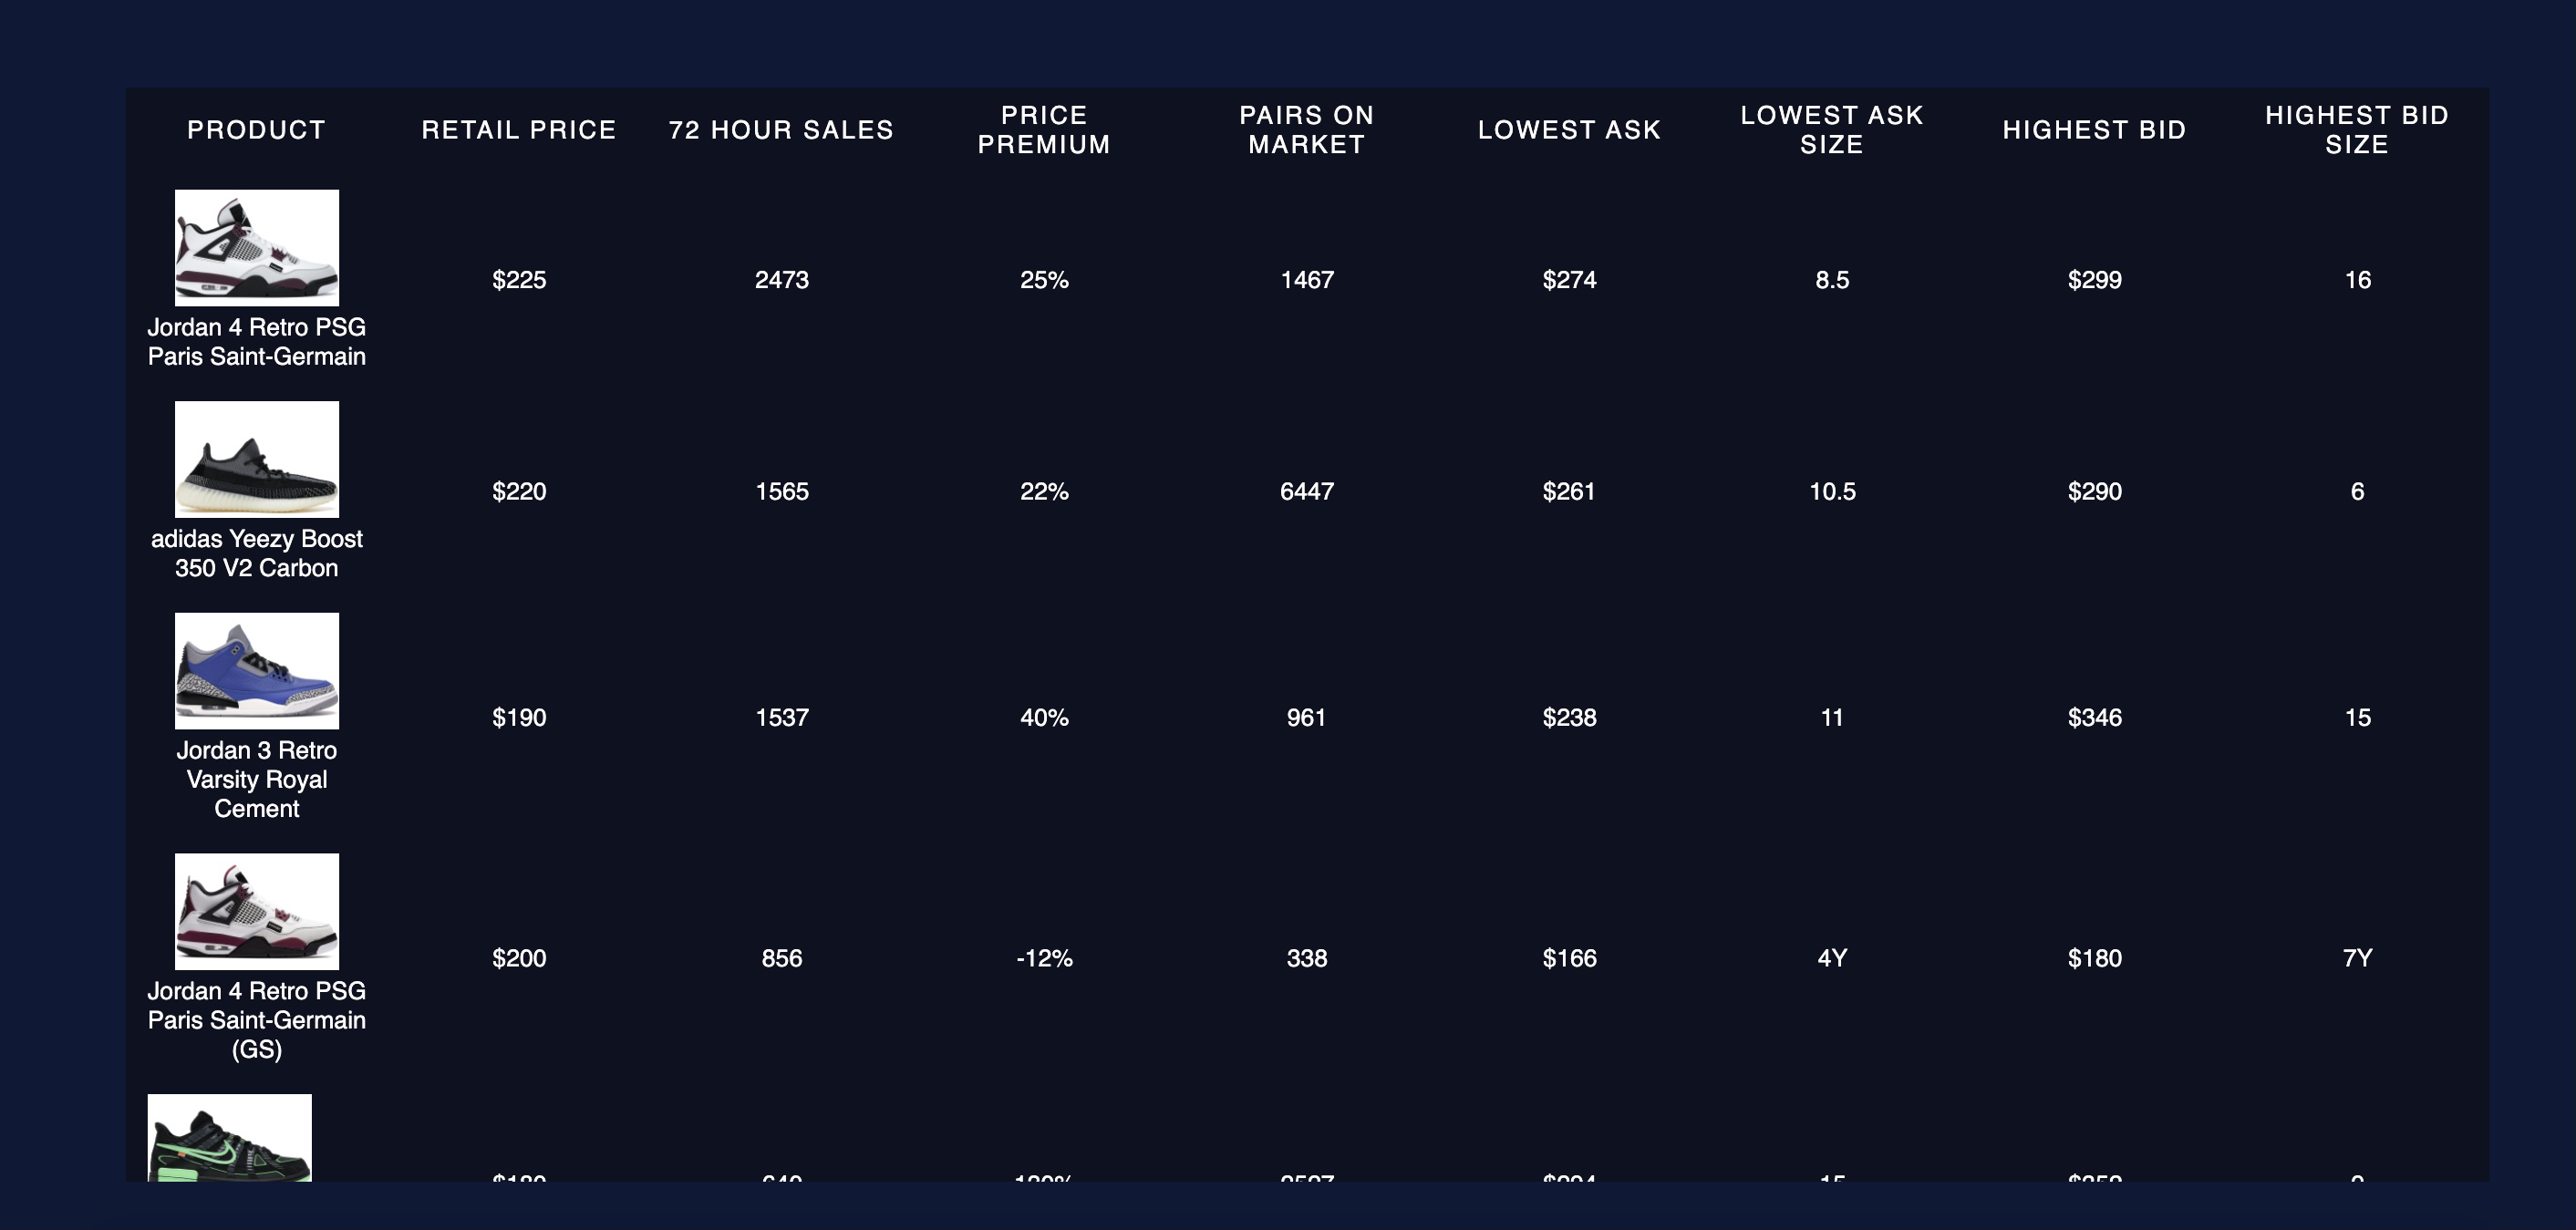 PRODUCT RETAIL PRICE 72 HOUR SALES PRICE PREMIUM PAIRS ON MARKET LOWEST ASK LOWEST ASK SIZE HIGHEST BID HIGHEST BID SIZE
$225 2473 25% 1467 $274 8.5 $299 16
Jordan 4 Retro PSG
Paris Saint-Germain
$220 1565 22% 6447 $261 10.5 $290 6
adidas Yeezy Boost
350 V2 Carbon
$190 1537 40% 961 $238 11 $346 15
Jordan 3 Retro
Varsity Royal
Cement
$200 856 -12% 338 $166 4Y $180 7Y
Jordan 4 Retro PSG
Paris Saint-Germain
(GS)